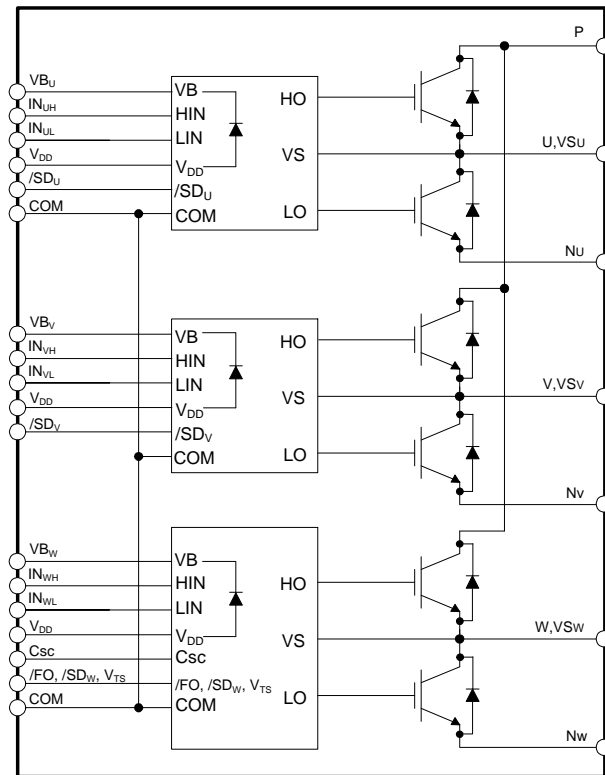 P
VBU
INUH
INUL
VDD
/SDU
COM
VB
HIN
LIN
VDD
/SDU
COM
HO
VS
LO
U,VSU
NU
VBV
INVH
INVL
VDD
/SDV
VB
HIN
LIN
VDD
/SDV
COM
HO
VS
LO
V,VSV
NV
VBW
INWH
INWL
VDD
Csc
/FO, /SDW, VTS
COM
VB
HIN
LIN
VDD
Csc
/FO, /SDW, VTS
COM
HO
VS
LO
W,VSW
NW